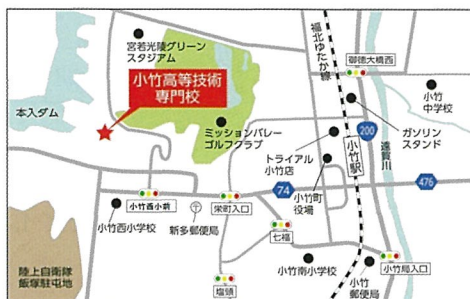 宮若光陵グリーン
スタジアム
小竹高等技術
専門校
本入ダム
福北ゆたか線
御徳大橋西
小竹
中学校
ミッションバレー
ゴルフクラブ
200
ガソリン
スタンド
トライアル
小竹店
小竹駅
遠賀川
小竹西小前
74
小竹町
役場
476
小竹西小学校
新多郵便局
栄町入口
七福
陸上自衛隊
飯塚駐屯地
塩頭
小竹南小学校
小竹
郵便局
小竹局入口